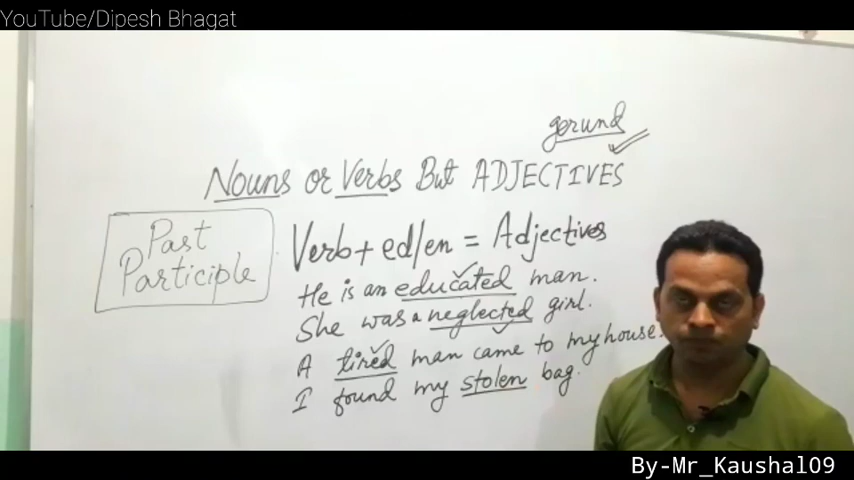 YouTube/Dipesh Bhagat
gerund
Nouns or Verbs But ADJECTIVES
Past
Participle
Verb+ ed/en = Adjectives
He is an educated man.
She was a neglected girl.
A tired man came to my house.
I found my stolen bag.
By-Mr_Kaushal09